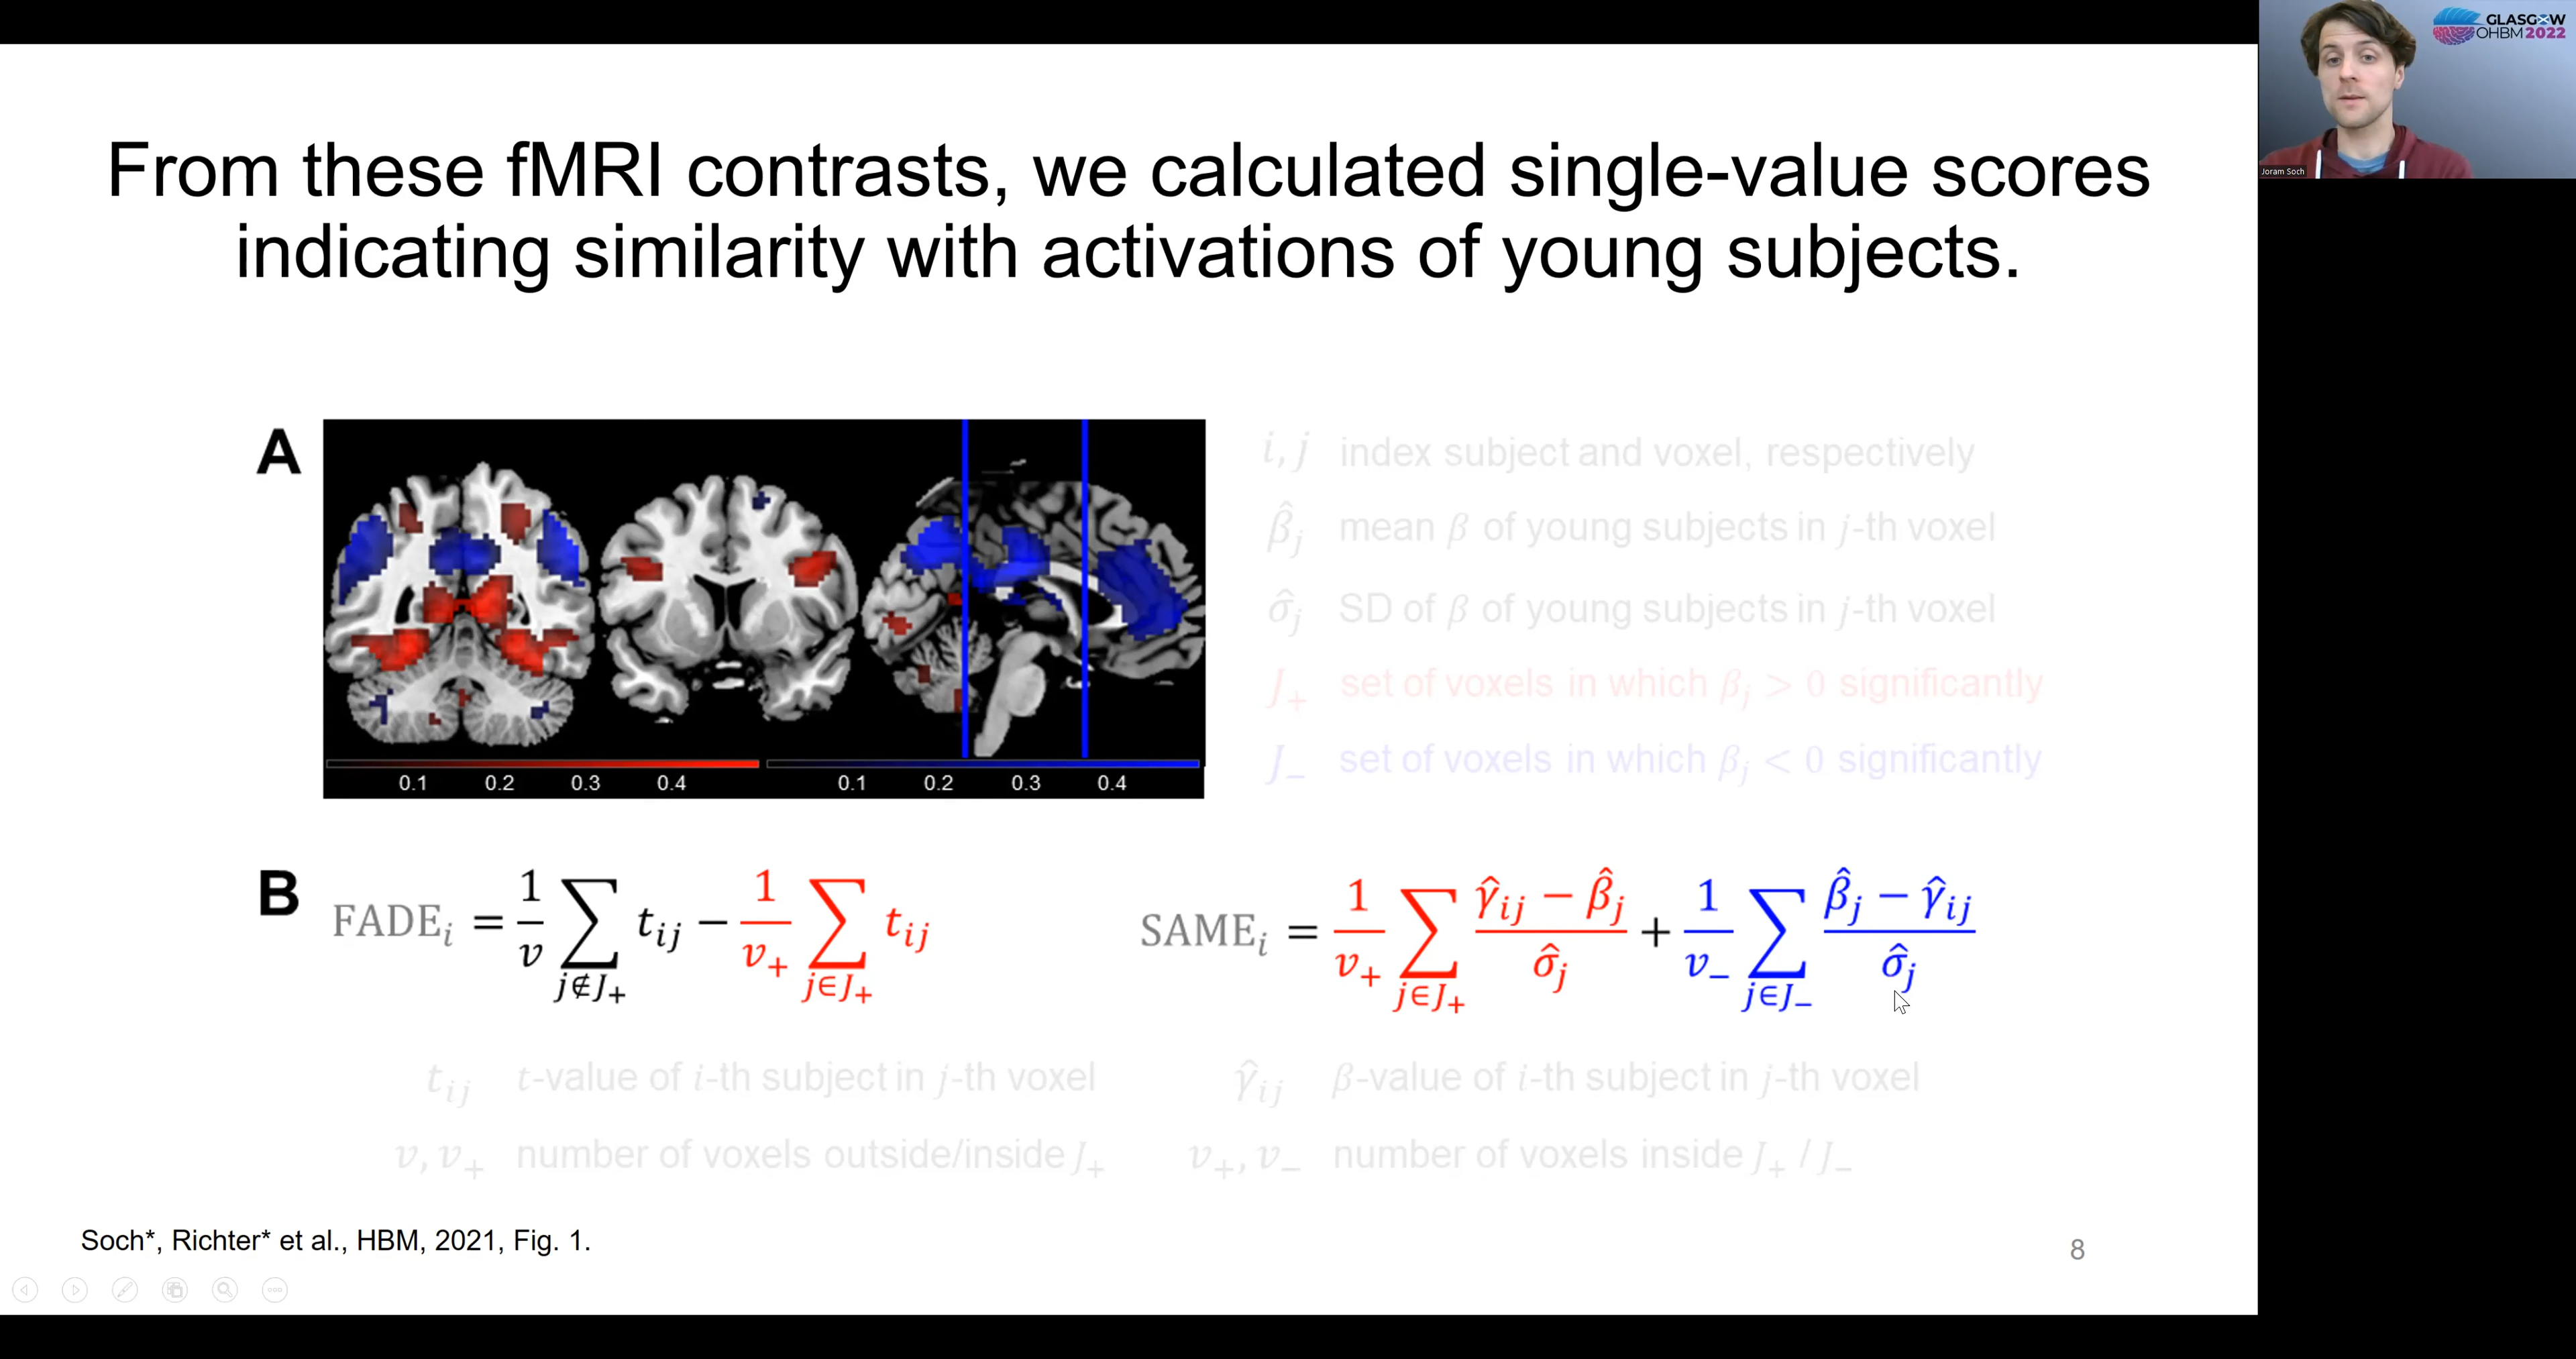 From these fMRI contrasts, we calculated single-value scores
indicating similarity with activations of young subjects.
GLASGOW
OHBM 2022
Joram Soch
A
0.1 0.2 0.3 0.4 0.1 0.2 0.3 0.4
i, j index subject and voxel, respectively
β̂ⱼ mean β of young subjects in j-th voxel
σ̂ⱼ SD of β of young subjects in j-th voxel
J₊ set of voxels in which βⱼ > 0 significantly
J₋ set of voxels in which βⱼ < 0 significantly
B
FADEᵢ = 1/v ∑_{j∉J₊} tᵢⱼ − 1/v₊ ∑_{j∈J₊} tᵢⱼ
SAMEᵢ = 1/v₊ ∑_{j∈J₊} (γ̂ᵢⱼ − β̂ⱼ)/σ̂ⱼ + 1/v₋ ∑_{j∈J₋} (β̂ⱼ − γ̂ᵢⱼ)/σ̂ⱼ
tᵢⱼ t-value of i-th subject in j-th voxel
v, v₊ number of voxels outside/inside J₊
γ̂ᵢⱼ β-value of i-th subject in j-th voxel
v₊, v₋ number of voxels inside J₊ / J₋
Soch*, Richter* et al., HBM, 2021, Fig. 1.
8